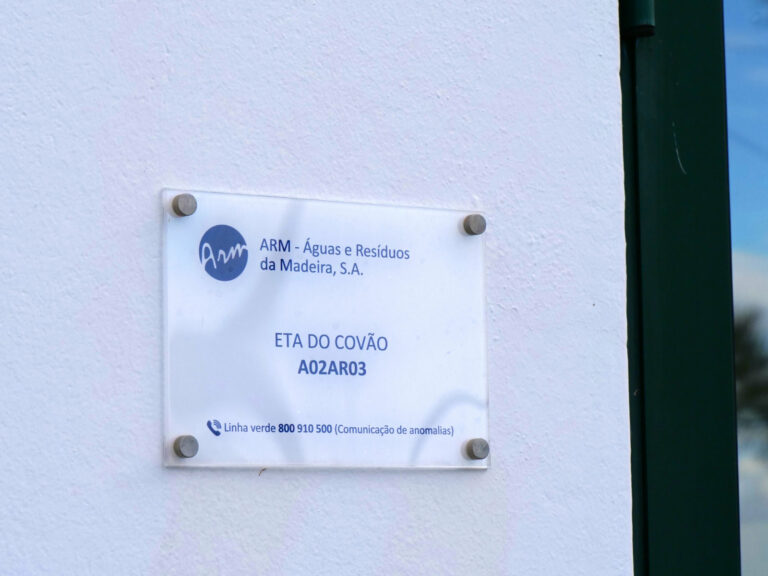 Arm
ARM - Águas e Resíduos
da Madeira, S.A.
ETA DO COVÃO
A02AR03
Linha verde 800 910 500 (Comunicação de anomalias)